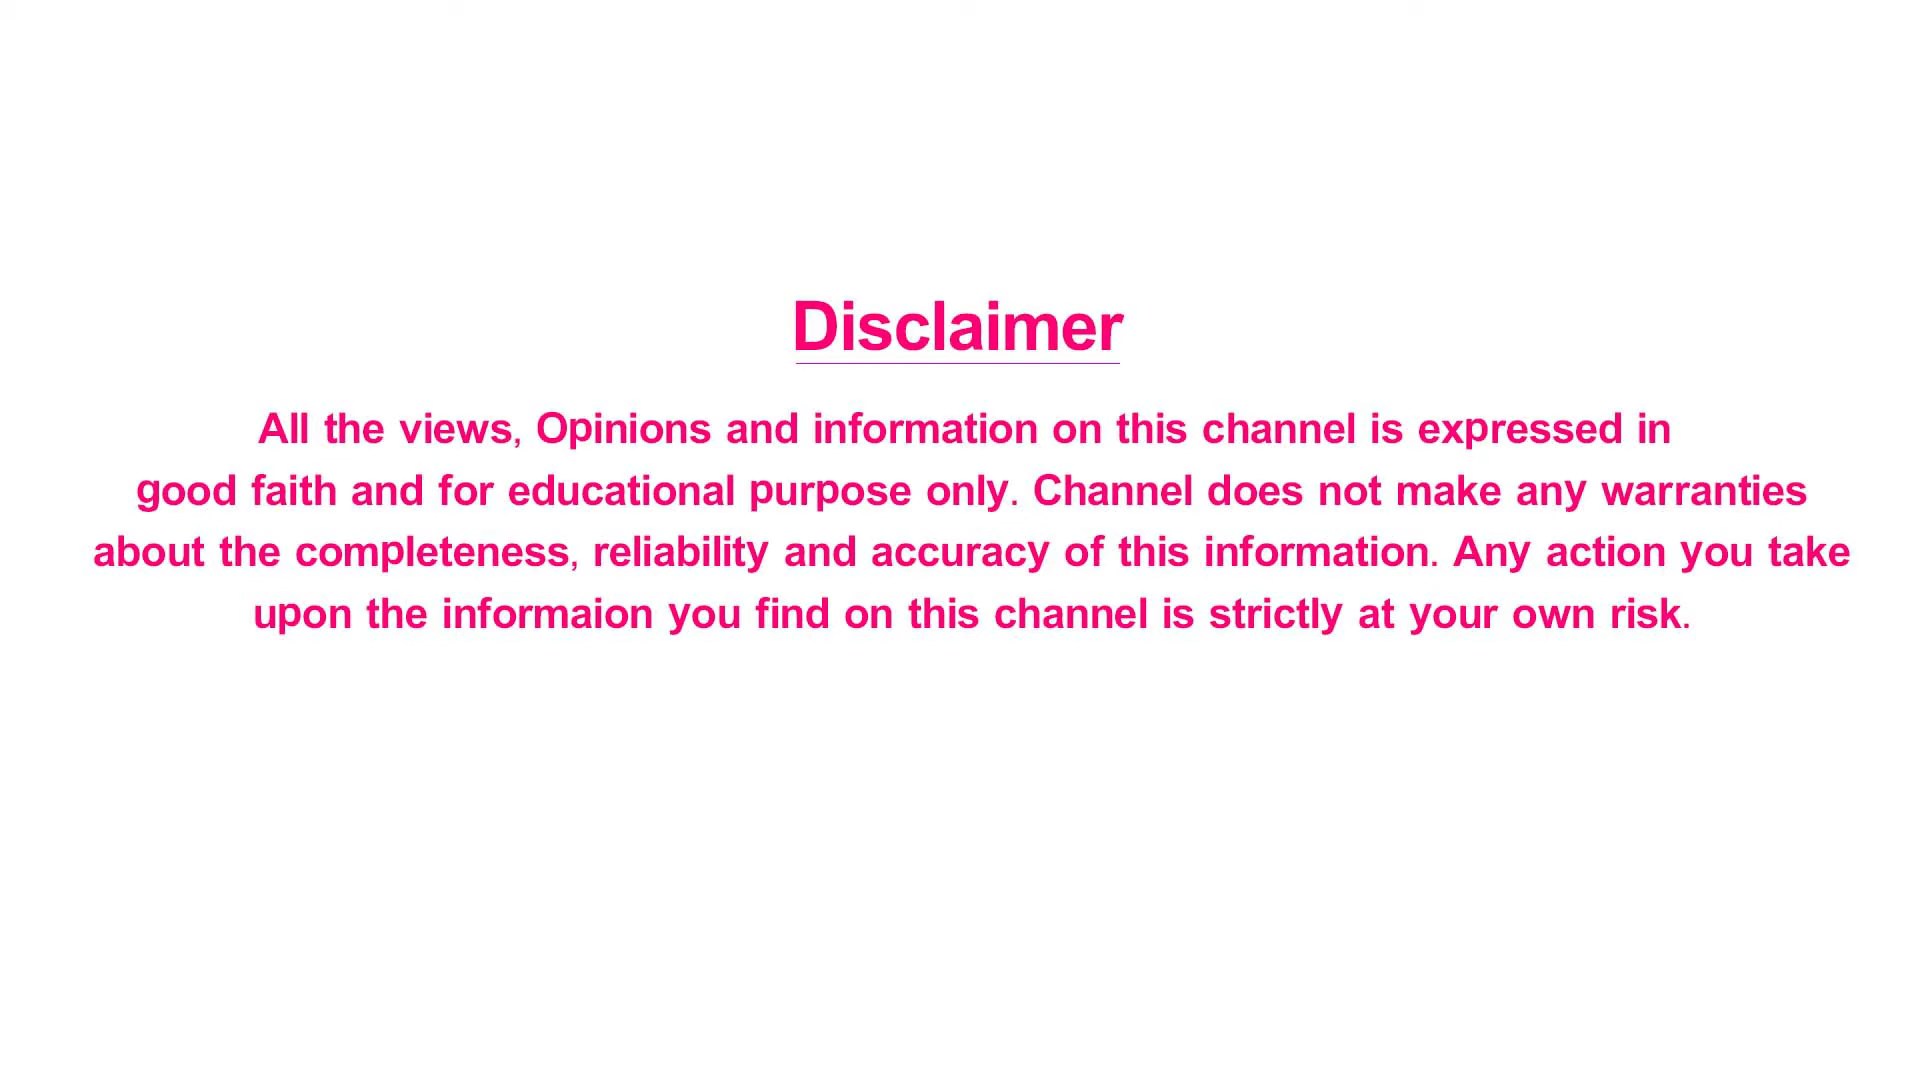 Disclaimer
All the views, Opinions and information on this channel is expressed in
good faith and for educational purpose only. Channel does not make any warranties
about the completeness, reliability and accuracy of this information. Any action you take
upon the informaion you find on this channel is strictly at your own risk.